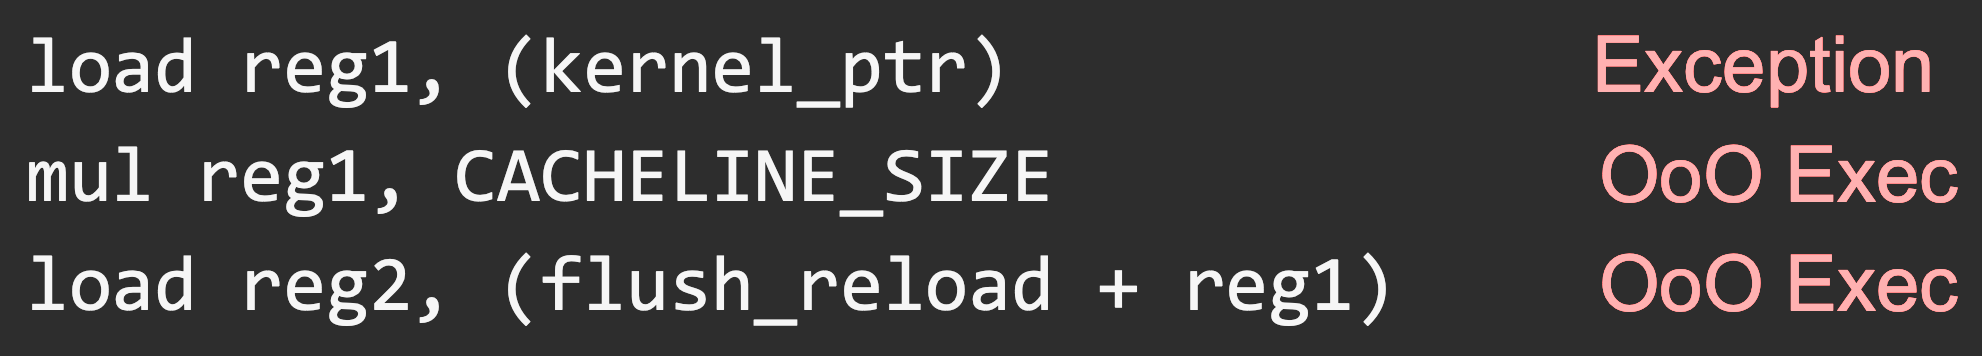 load reg1, (kernel_ptr) Exception
mul reg1, CACHELINE_SIZE OoO Exec
load reg2, (flush_reload + reg1) OoO Exec